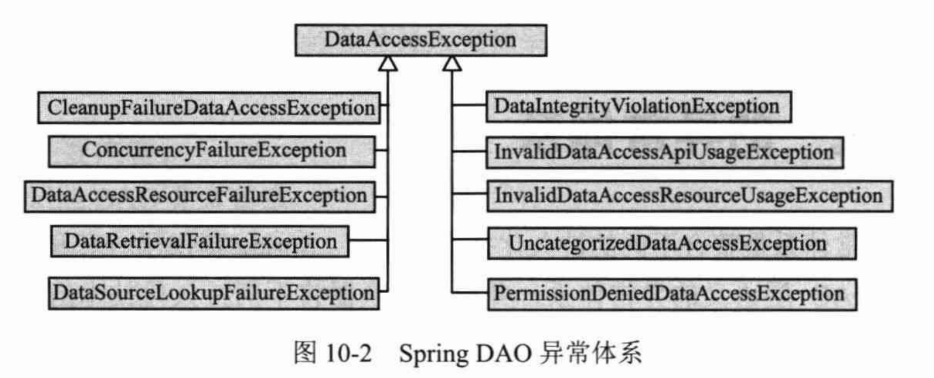 DataAccessException
CleanupFailureDataAccessException
ConcurrencyFailureException
DataAccessResourceFailureException
DataRetrievalFailureException
DataSourceLookupFailureException
DataIntegrityViolationException
InvalidDataAccessApiUsageException
InvalidDataAccessResourceUsageException
UncategorizedDataAccessException
PermissionDeniedDataAccessException
图 10-2 Spring DAO 异常体系